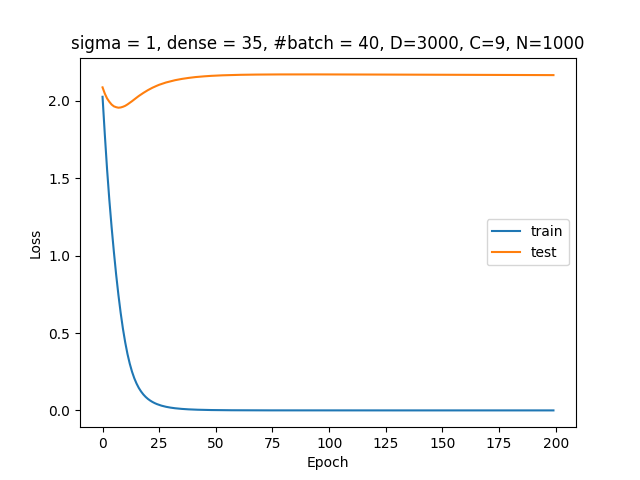 sigma = 1, dense = 35, #batch = 40, D=3000, C=9, N=1000
2.0
1.5
1.0
0.5
0.0
Loss
train
test
0 25 50 75 100 125 150 175 200
Epoch